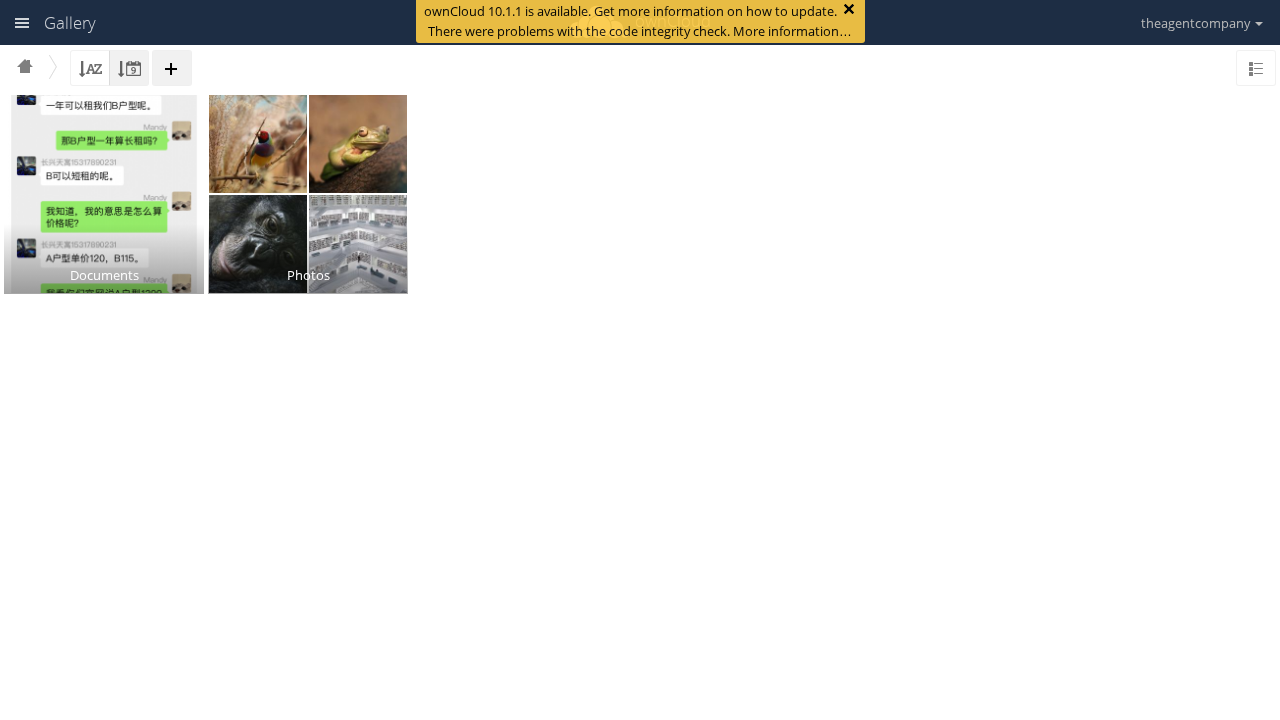 Gallery
ownCloud 10.1.1 is available. Get more information on how to update.
There were problems with the code integrity check. More information…
theagentcompany
AZ
9
一年可以租我们B户型呢。
Mandy
那B户型一年算长租吗?
长兴天篱15317890231
B可以短租的呢。
Mandy
我知道,我的意思是怎么算
价格呢?
长兴天篱15317890231
A户型单价120,B115。
Mandy
Documents
Photos